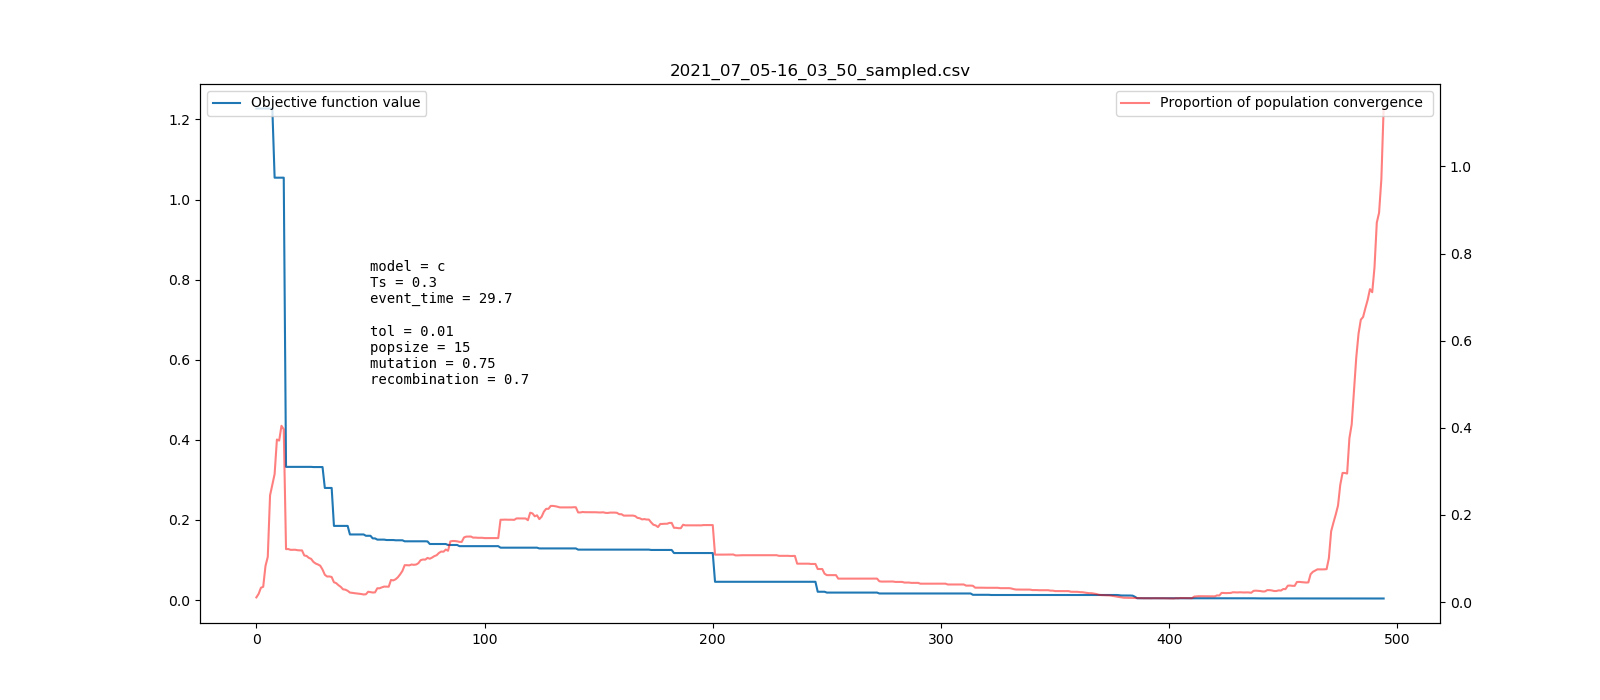 2021_07_05-16_03_50_sampled.csv
Objective function value
Proportion of population convergence
1.2
1.0
0.8
0.6
0.4
0.2
0.0
model = c
Ts = 0.3
event_time = 29.7
tol = 0.01
popsize = 15
mutation = 0.75
recombination = 0.7
1.0
0.8
0.6
0.4
0.2
0.0
0
100
200
300
400
500